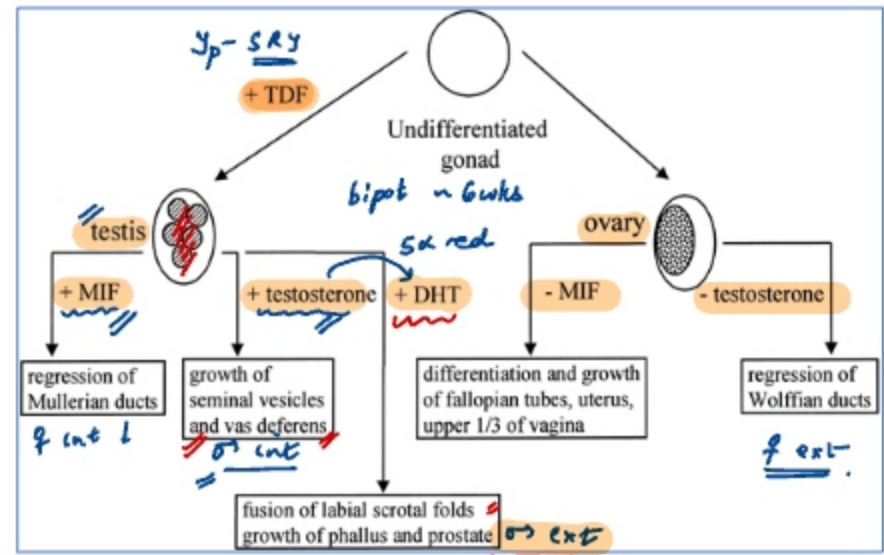 Yp - SRY
+ TDF
Undifferentiated
gonad
bipot ~ 6wks
testis
5α red
ovary
+ MIF
+ testosterone
+ DHT
- MIF
- testosterone
regression of
Mullerian ducts
growth of
seminal vesicles
and vas deferens
differentiation and growth
of fallopian tubes, uterus,
upper 1/3 of vagina
regression of
Wolffian ducts
♀ int ↓
♂ int
♀ ext
fusion of labial scrotal folds
growth of phallus and prostate
♂ ext